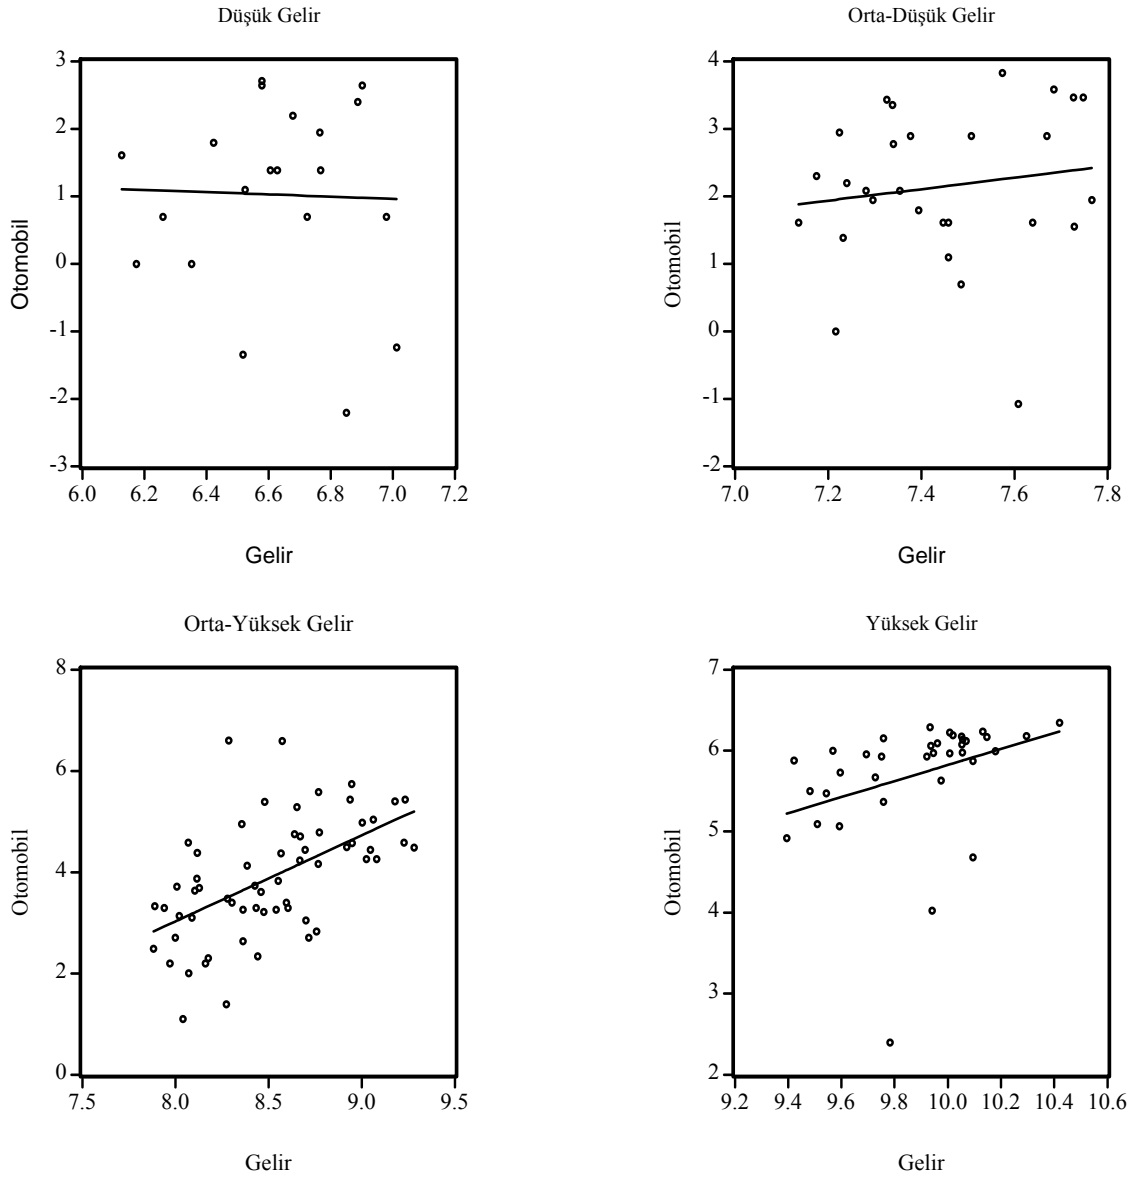 Düşük Gelir
3
2
1
0
-1
-2
-3
Otomobil
6.0 6.2 6.4 6.6 6.8 7.0 7.2
Gelir
Orta-Düşük Gelir
4
3
2
1
0
-1
-2
Otomobil
7.0 7.2 7.4 7.6 7.8
Gelir
Orta-Yüksek Gelir
8
6
4
2
0
Otomobil
7.5 8.0 8.5 9.0 9.5
Gelir
Yüksek Gelir
7
6
5
4
3
2
Otomobil
9.2 9.4 9.6 9.8 10.0 10.2 10.4 10.6
Gelir